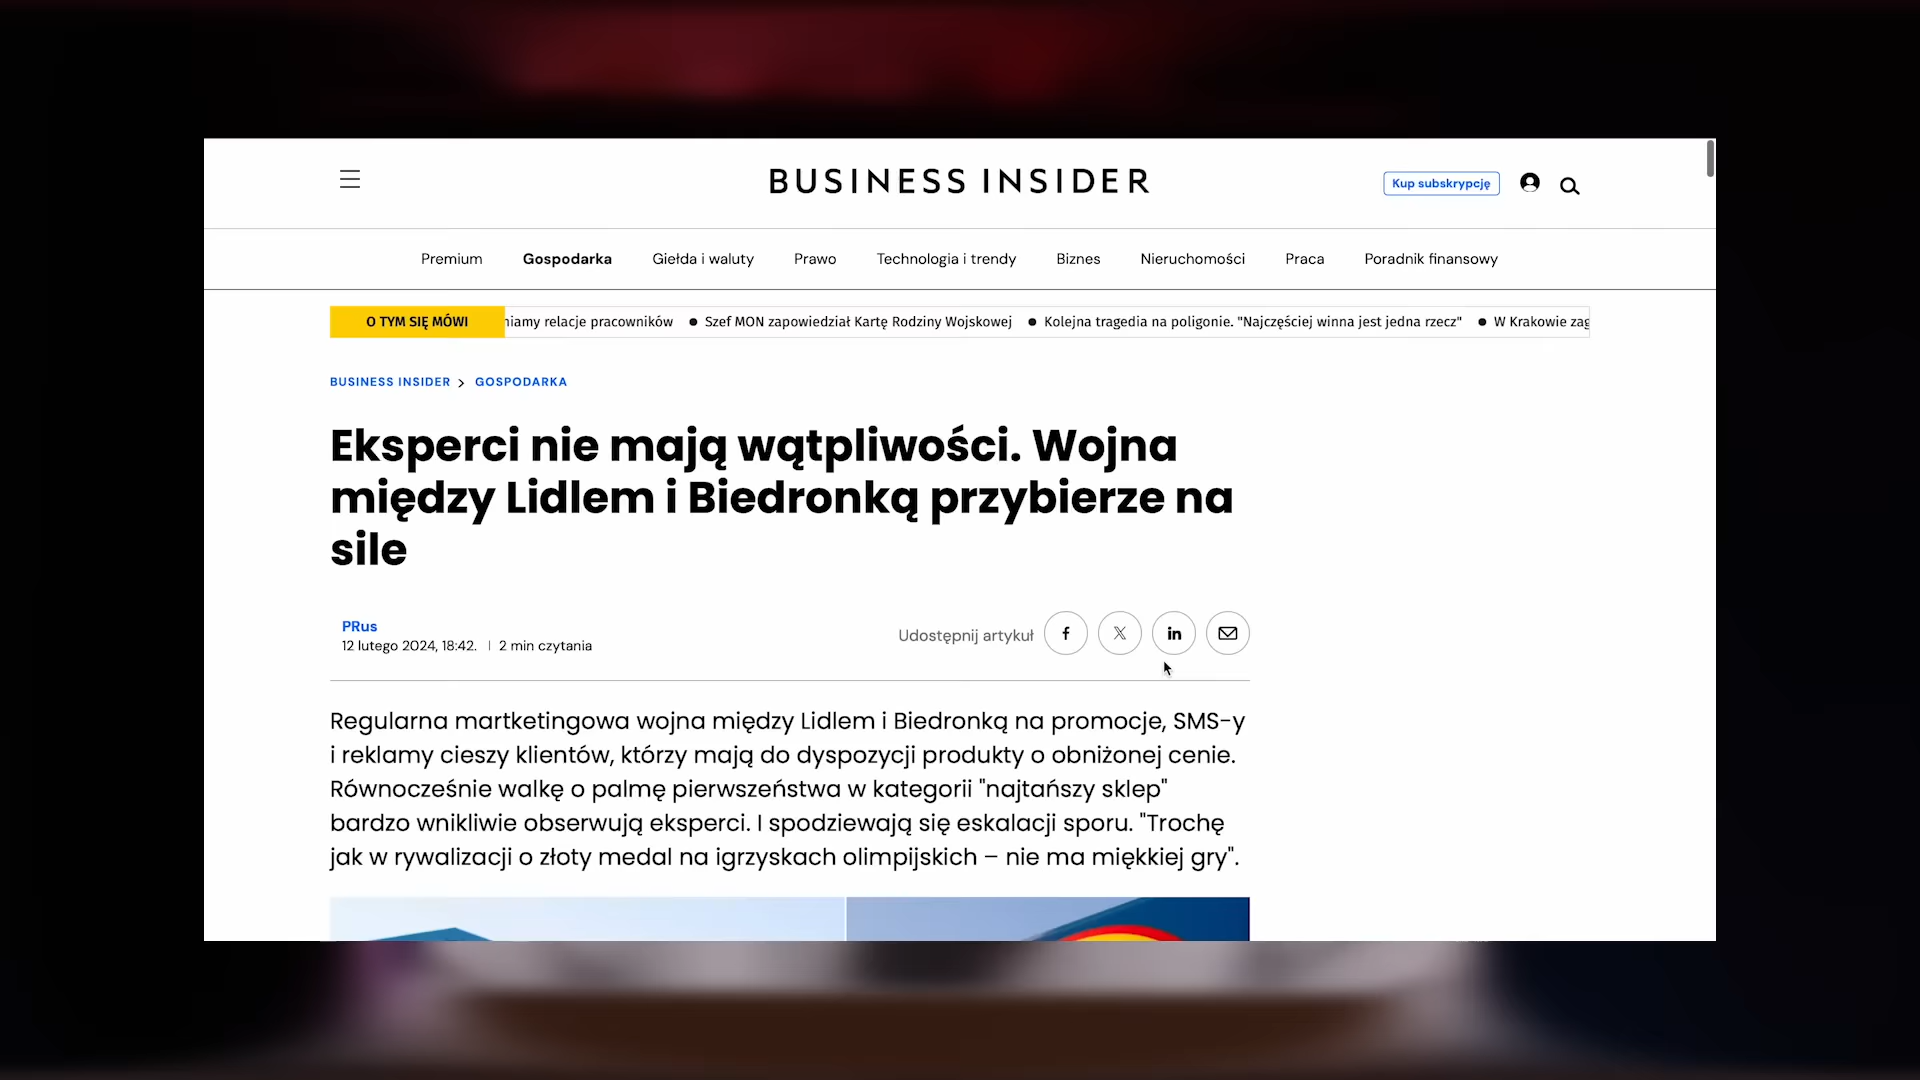 BUSINESS INSIDER
Kup subskrypcję
Premium Gospodarka Giełda i waluty Prawo Technologia i trendy Biznes Nieruchomości Praca Poradnik finansowy
O TYM SIĘ MÓWI relacje pracowników • Szef MON zapowiedział Kartę Rodziny Wojskowej • Kolejna tragedia na poligonie. "Najczęściej winna jest jedna rzecz" • W Krakowie
BUSINESS INSIDER > GOSPODARKA
Eksperci nie mają wątpliwości. Wojna
między Lidlem i Biedronką przybierze na
sile
PRus
12 lutego 2024, 18:42. | 2 min czytania
Udostępnij artykuł
Regularna martketingowa wojna między Lidlem i Biedronką na promocje, SMS-y
i reklamy cieszy klientów, którzy mają do dyspozycji produkty o obniżonej cenie.
Równocześnie walkę o palmę pierwszeństwa w kategorii "najtańszy sklep"
bardzo wnikliwie obserwują eksperci. I spodziewają się eskalacji sporu. "Trochę
jak w rywalizacji o złoty medal na igrzyskach olimpijskich – nie ma miękkiej gry".